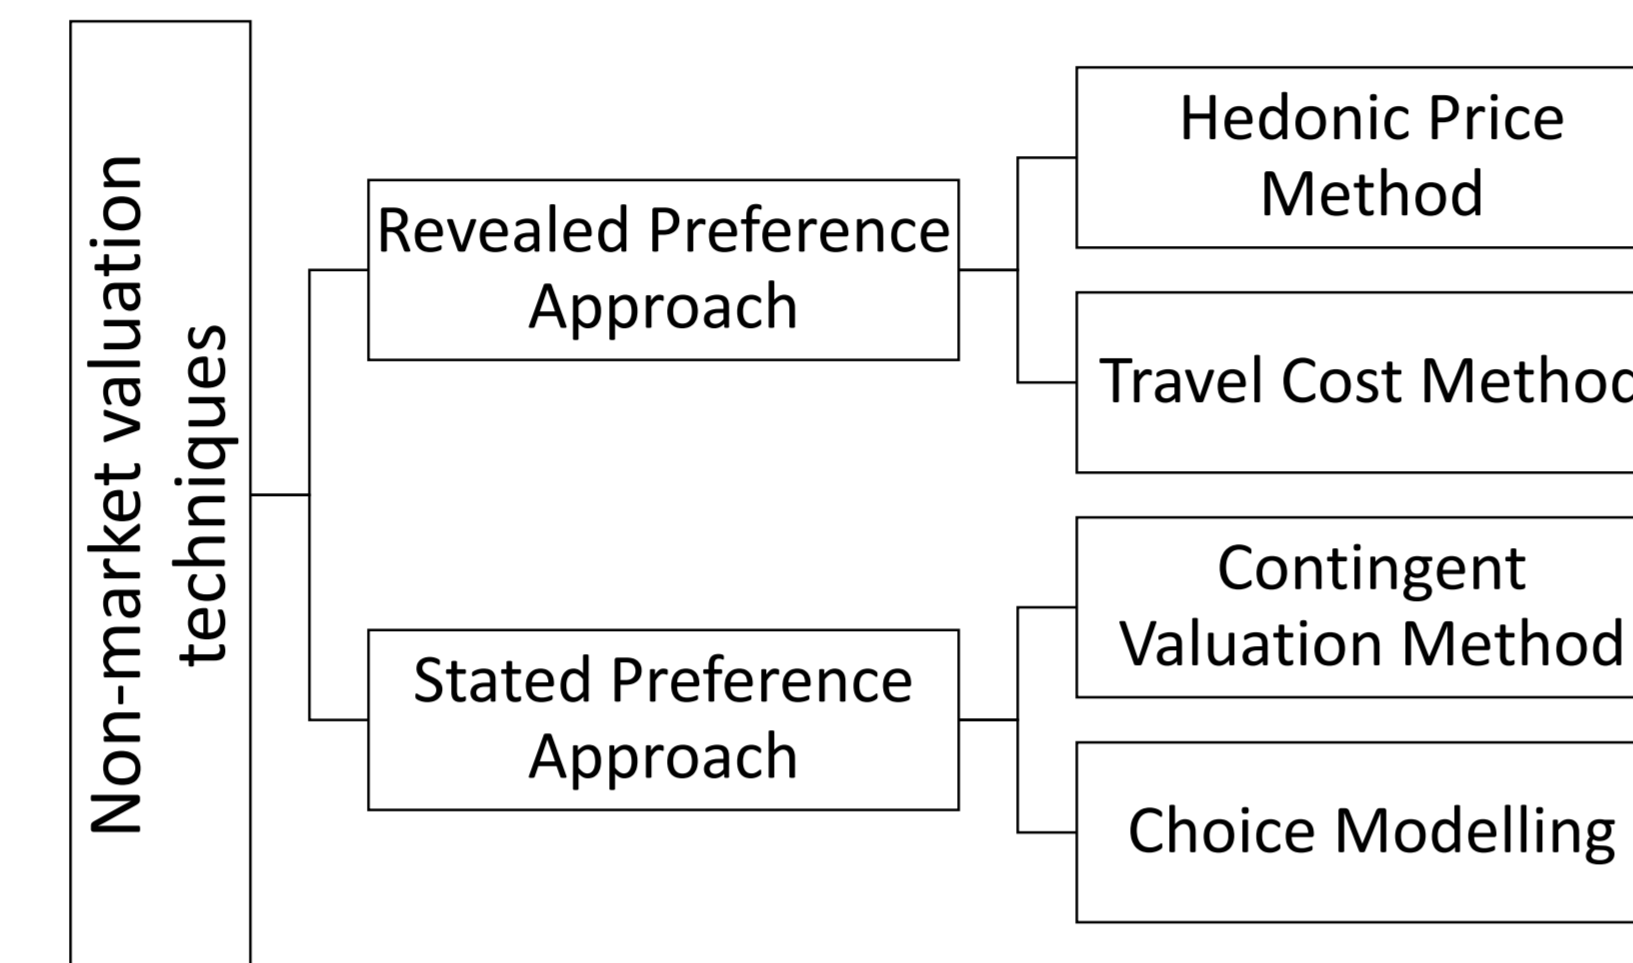 Non-market valuation
techniques
Revealed Preference
Approach
Stated Preference
Approach
Hedonic Price
Method
Travel Cost Method
Contingent
Valuation Method
Choice Modelling